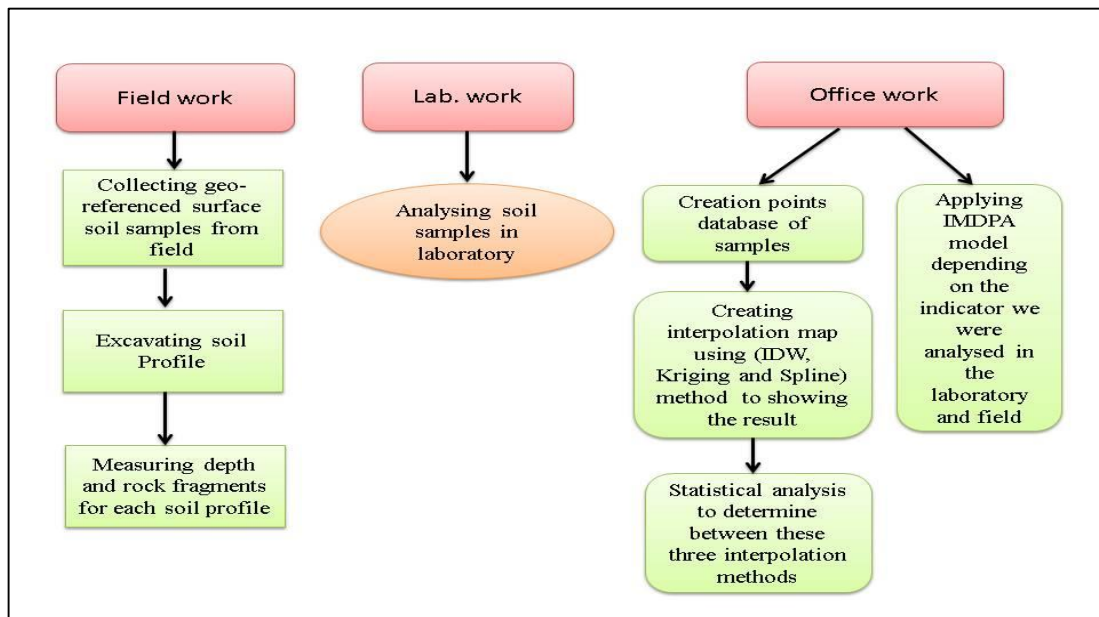 Field work
Collecting geo-
referenced surface
soil samples from
field
Excavating soil
Profile
Measuring depth
and rock fragments
for each soil profile
Lab. work
Analysing soil
samples in
laboratory
Office work
Creation points
database of
samples
Creating
interpolation map
using (IDW,
Kriging and Spline)
method to showing
the result
Statistical analysis
to determine
between these
three interpolation
methods
Applying
IMDPA
model
depending
on the
indicator we
were
analysed in
the
laboratory
and field